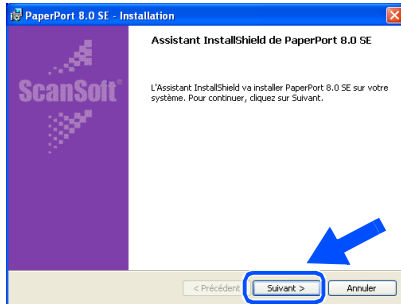 PaperPort 8.0 SE - Installation
Assistant InstallShield de PaperPort 8.0 SE
ScanSoft®
L'Assistant InstallShield va installer PaperPort 8.0 SE sur votre
système. Pour continuer, cliquez sur Suivant.
< Précédent
Suivant >
Annuler